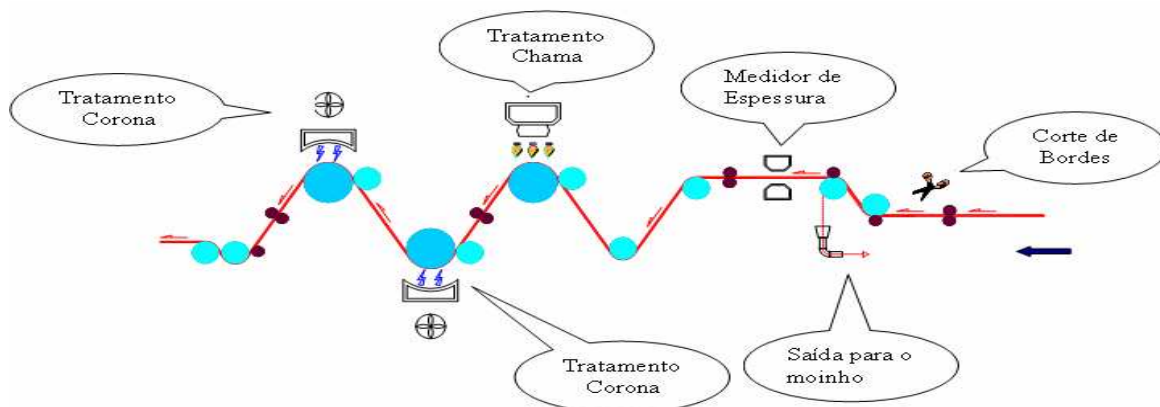 Tratamento
Chama
Tratamento
Corona
Medidor de
Espessura
Corte de
Bordes
Tratamento
Corona
Saída para o
moinho